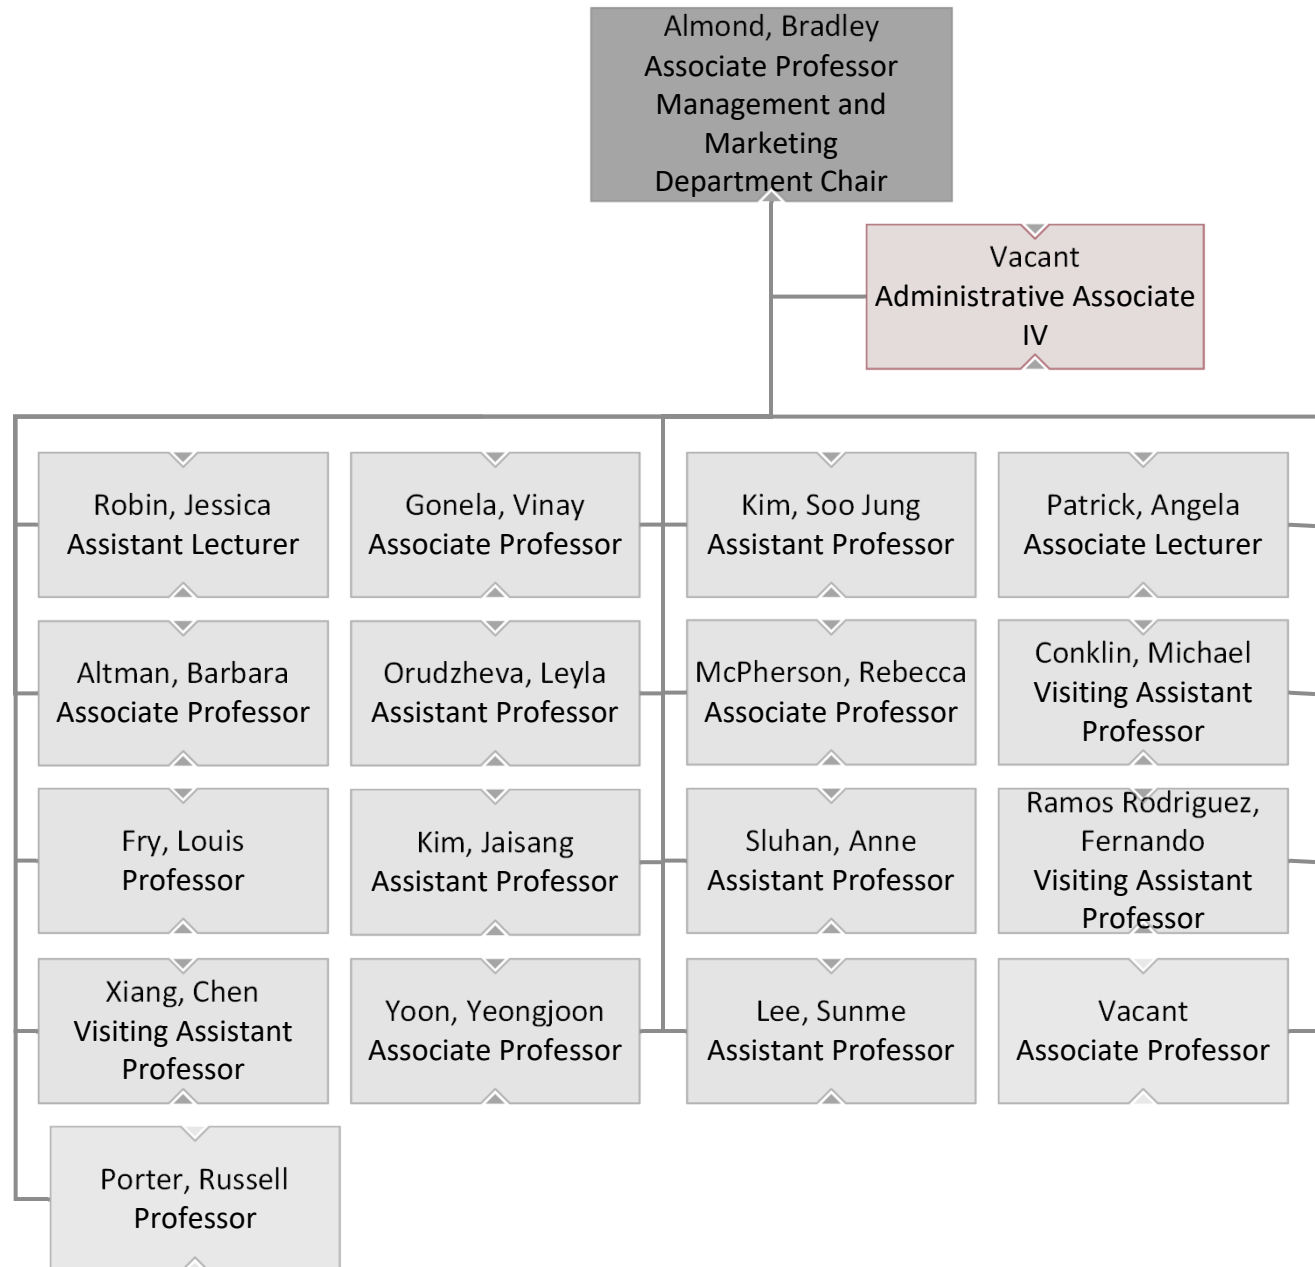 Almond, Bradley
Associate Professor
Management and
Marketing
Department Chair
Vacant
Administrative Associate
IV
Robin, Jessica
Assistant Lecturer
Gonela, Vinay
Associate Professor
Kim, Soo Jung
Assistant Professor
Patrick, Angela
Associate Lecturer
Altman, Barbara
Associate Professor
Orudzheva, Leyla
Assistant Professor
McPherson, Rebecca
Associate Professor
Conklin, Michael
Visiting Assistant
Professor
Fry, Louis
Professor
Kim, Jaisang
Assistant Professor
Sluhan, Anne
Assistant Professor
Ramos Rodriguez,
Fernando
Visiting Assistant
Professor
Xiang, Chen
Visiting Assistant
Professor
Yoon, Yeongjoon
Associate Professor
Lee, Sunme
Assistant Professor
Vacant
Associate Professor
Porter, Russell
Professor